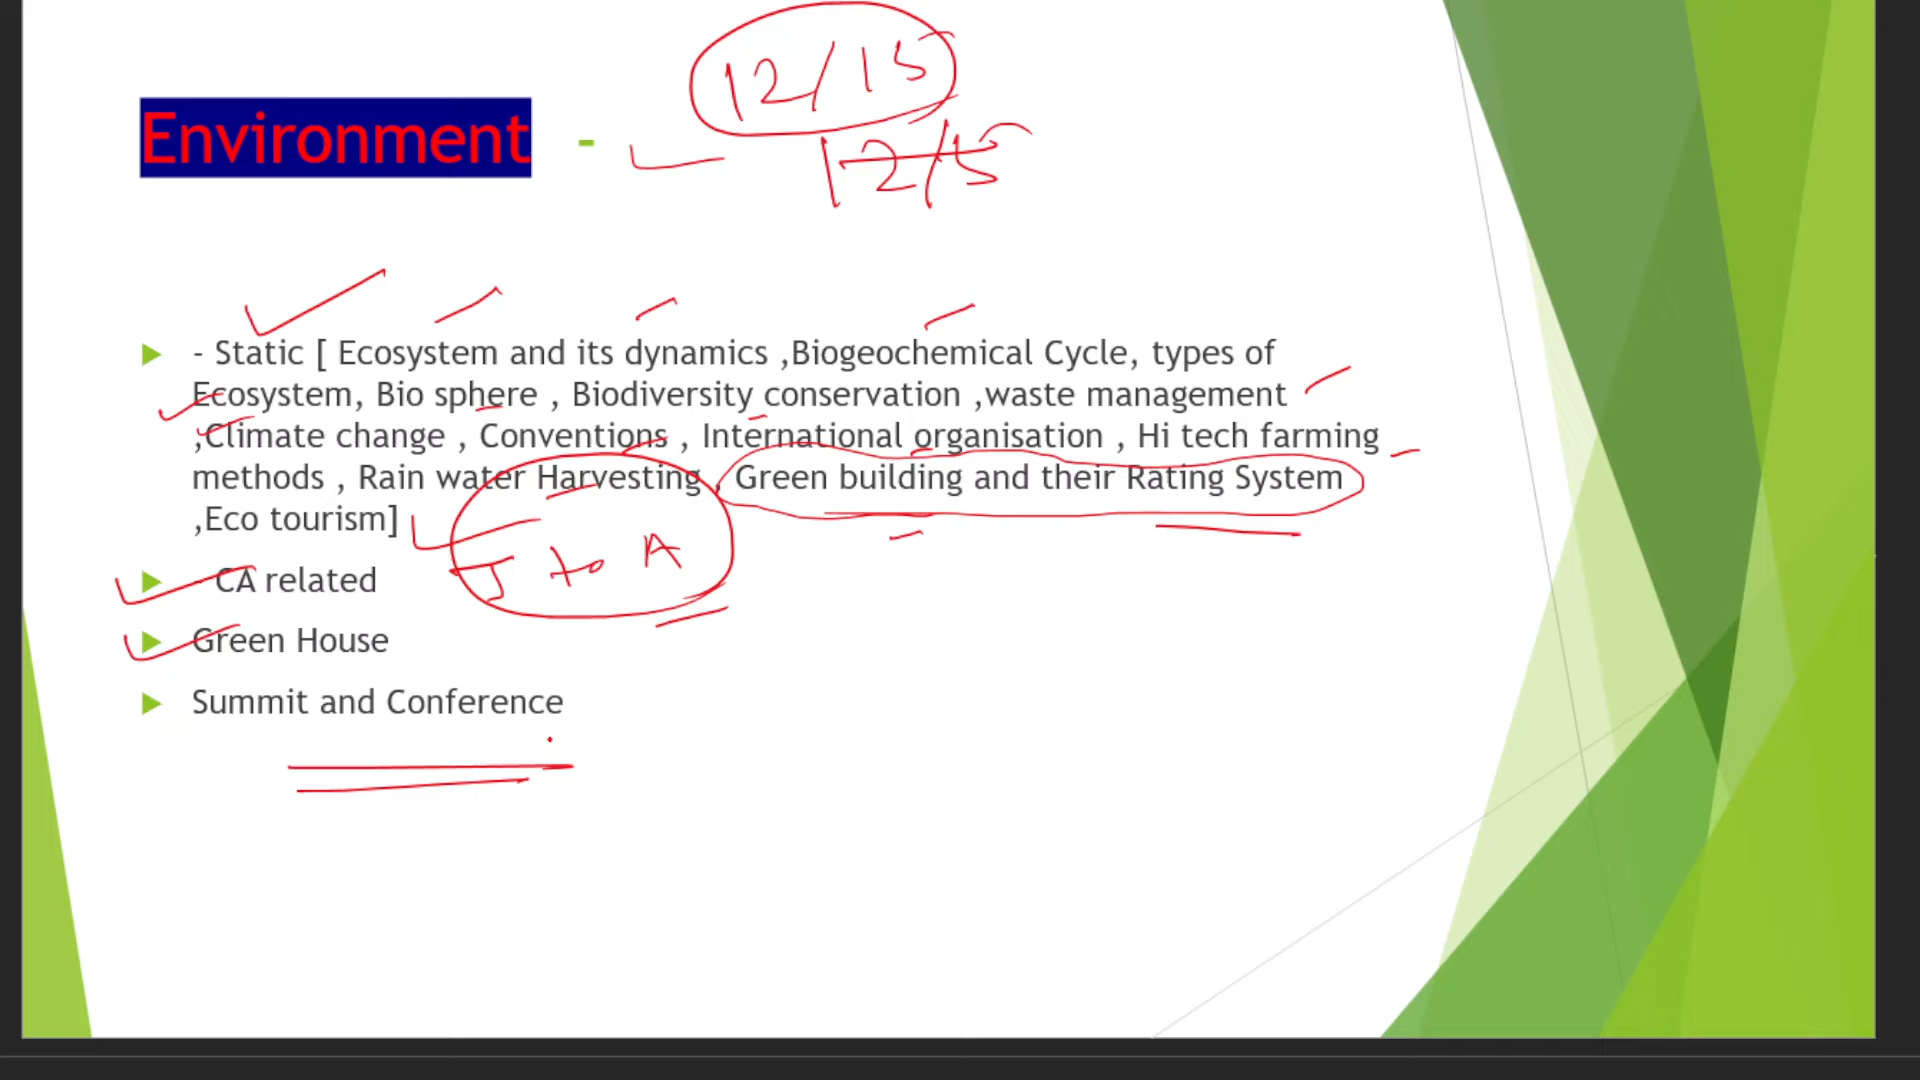 12/15
Environment -
12/15
- Static [ Ecosystem and its dynamics ,Biogeochemical Cycle, types of
Ecosystem, Bio sphere , Biodiversity conservation ,waste management
,Climate change , Conventions , International organisation , Hi tech farming
methods , Rain water Harvesting , Green building and their Rating System
,Eco tourism]
J to A
- CA related
Green House
Summit and Conference